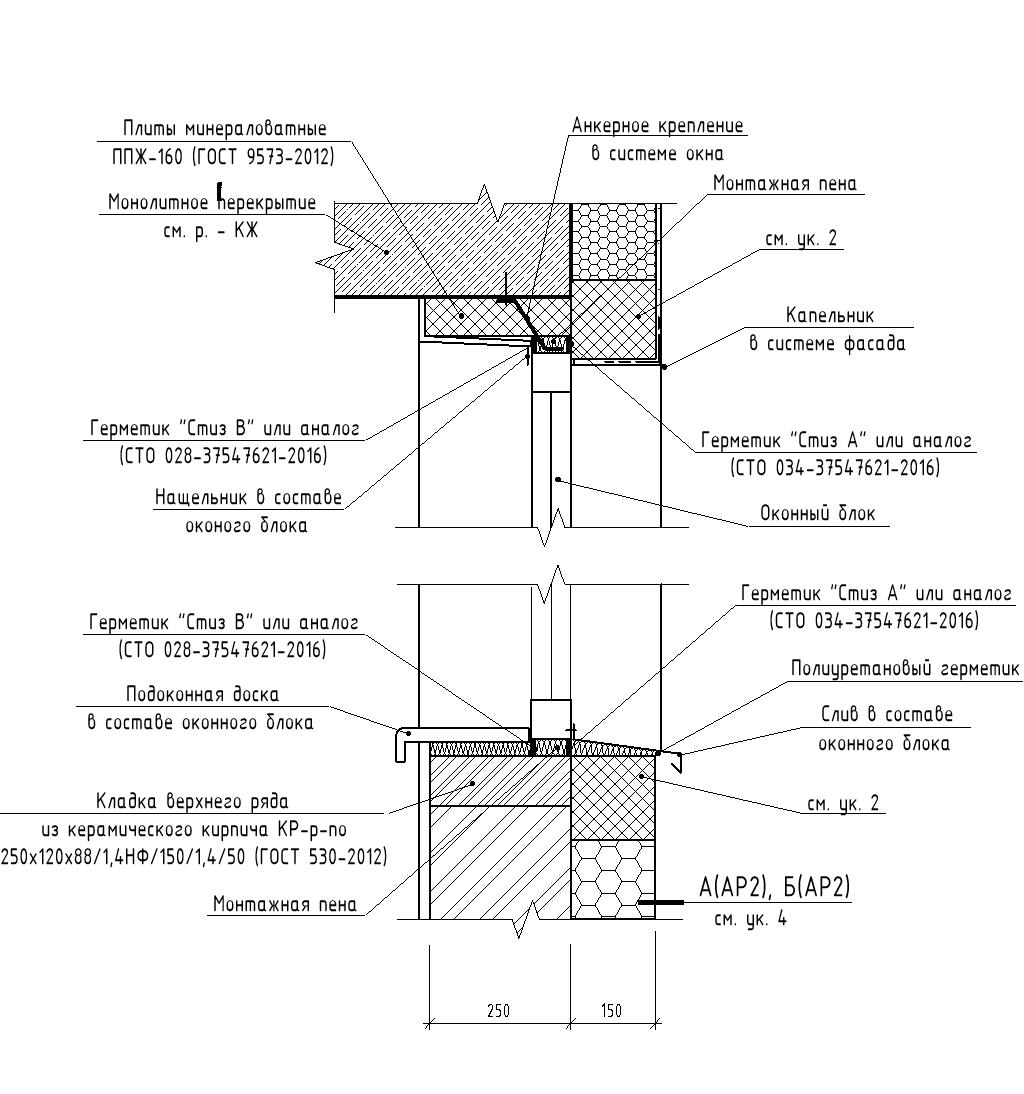 Плиты минераловатные
ППЖ-160 (ГОСТ 9573-2012)
Монолитное перекрытие
см. р. - КЖ
Анкерное крепление
в системе окна
Монтажная пена
см. ук. 2
Капельник
в системе фасада
Герметик "Стиз В" или аналог
(СТО 028-37547621-2016)
Нащельник в составе
оконого блока
Герметик "Стиз А" или аналог
(СТО 034-37547621-2016)
Оконный блок
Герметик "Стиз В" или аналог
(СТО 028-37547621-2016)
Подоконная доска
в составе оконного блока
Герметик "Стиз А" или аналог
(СТО 034-37547621-2016)
Полиуретановый герметик
Слив в составе
оконного блока
см. ук. 2
Кладка верхнего ряда
из керамического кирпича КР-р-по
250х120х88/1,4НФ/150/1,4/50 (ГОСТ 530-2012)
Монтажная пена
А(АР2), Б(АР2)
см. ук. 4
250
150